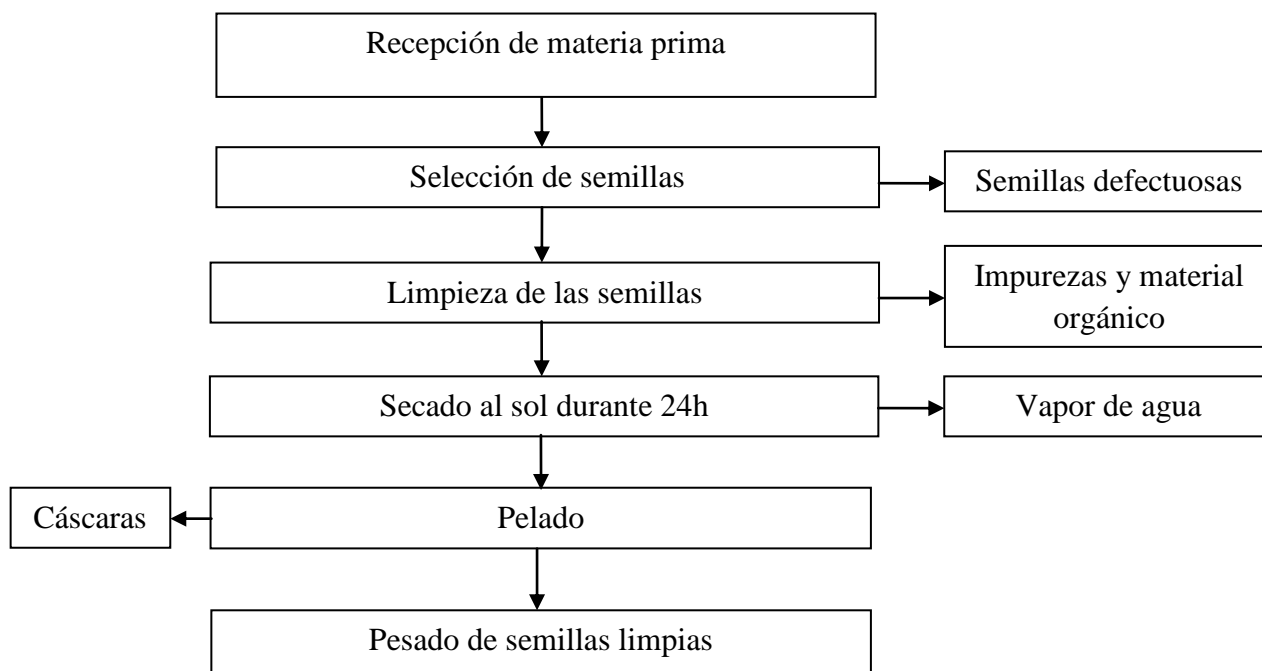 Recepción de materia prima
Selección de semillas
Semillas defectuosas
Limpieza de las semillas
Impurezas y material
orgánico
Secado al sol durante 24h
Vapor de agua
Cáscaras
Pelado
Pesado de semillas limpias